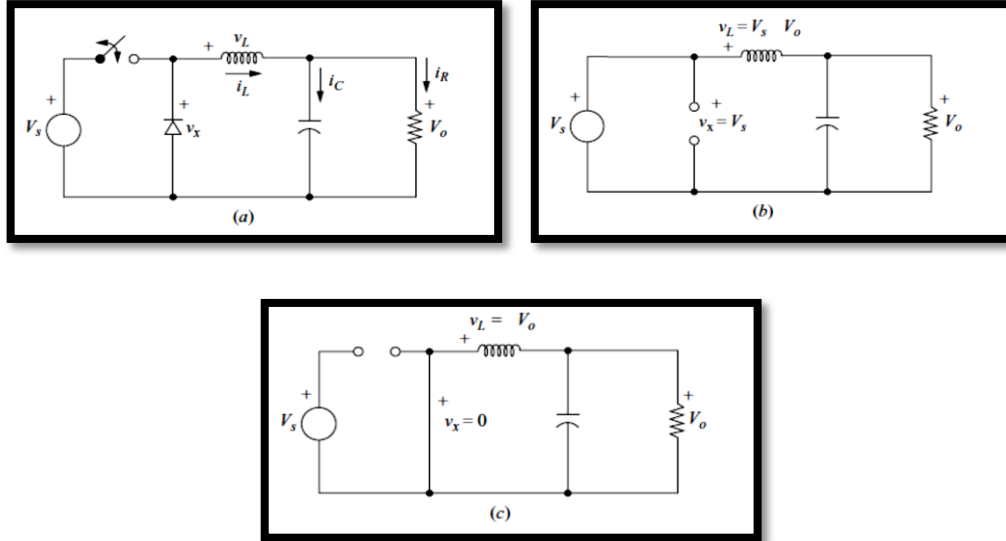 v_L
+
i_L
i_C
i_R
+
V_s
+
v_x
+
V_o
(a)
v_L = V_s V_o
+
+
V_s
+
v_x = V_s
+
V_o
(b)
v_L = V_o
+
+
V_s
+
v_x = 0
+
V_o
(c)